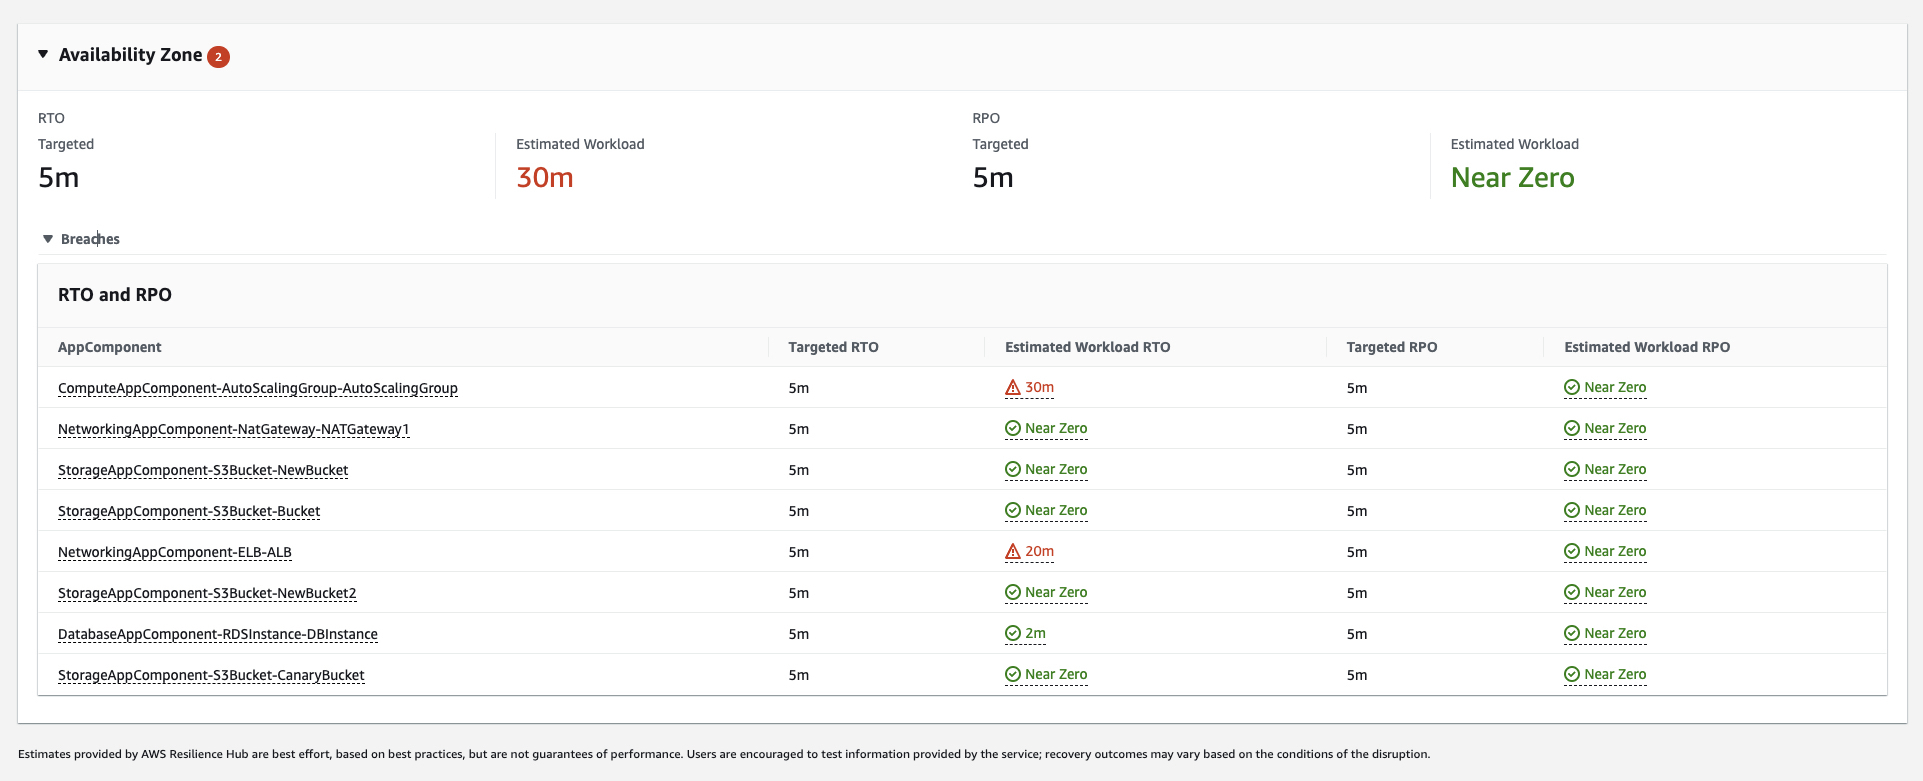 Availability Zone 2
RTO
Targeted
5m
Estimated Workload
30m
RPO
Targeted
5m
Estimated Workload
Near Zero
Breaches
RTO and RPO
AppComponent Targeted RTO Estimated Workload RTO Targeted RPO Estimated Workload RPO
ComputeAppComponent-AutoScalingGroup-AutoScalingGroup 5m 30m 5m Near Zero
NetworkingAppComponent-NatGateway-NATGateway1 5m Near Zero 5m Near Zero
StorageAppComponent-S3Bucket-NewBucket 5m Near Zero 5m Near Zero
StorageAppComponent-S3Bucket-Bucket 5m Near Zero 5m Near Zero
NetworkingAppComponent-ELB-ALB 5m 20m 5m Near Zero
StorageAppComponent-S3Bucket-NewBucket2 5m Near Zero 5m Near Zero
DatabaseAppComponent-RDSInstance-DBInstance 5m 2m 5m Near Zero
StorageAppComponent-S3Bucket-CanaryBucket 5m Near Zero 5m Near Zero
Estimates provided by AWS Resilience Hub are best effort, based on best practices, but are not guarantees of performance. Users are encouraged to test information provided by the service; recovery outcomes may vary based on the conditions of the disruption.